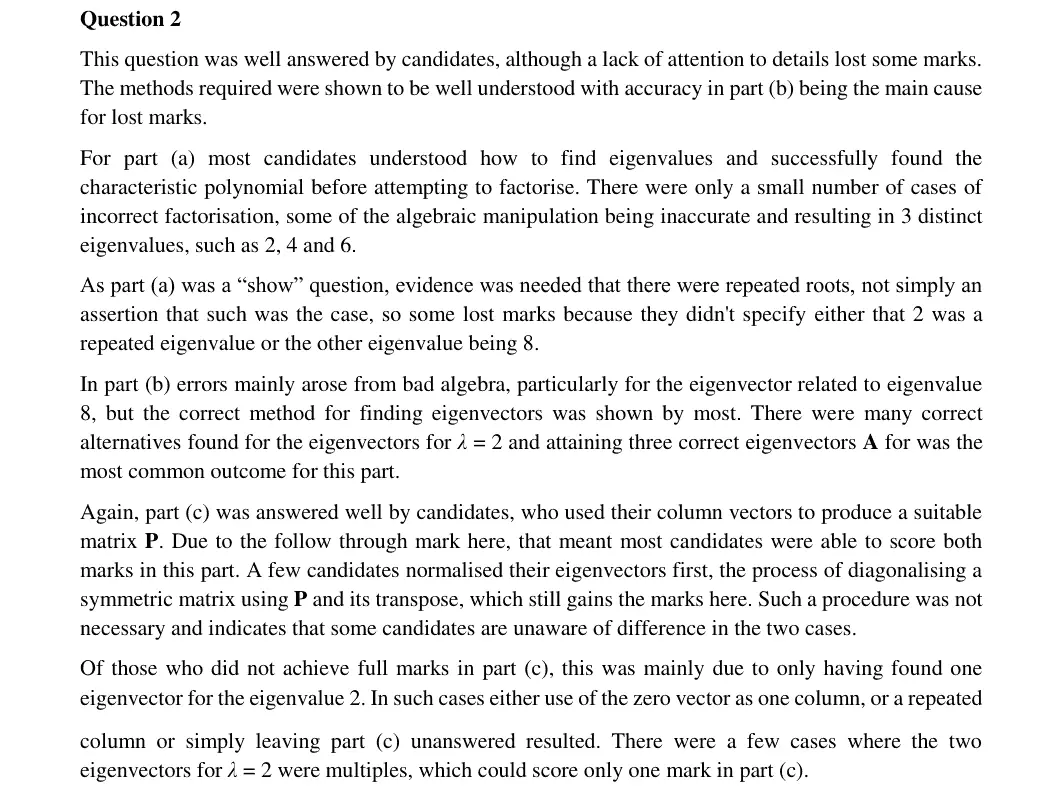 Question 2
This question was well answered by candidates, although a lack of attention to details lost some marks.
The methods required were shown to be well understood with accuracy in part (b) being the main cause
for lost marks.
For part (a) most candidates understood how to find eigenvalues and successfully found the
characteristic polynomial before attempting to factorise. There were only a small number of cases of
incorrect factorisation, some of the algebraic manipulation being inaccurate and resulting in 3 distinct
eigenvalues, such as 2, 4 and 6.
As part (a) was a “show” question, evidence was needed that there were repeated roots, not simply an
assertion that such was the case, so some lost marks because they didn't specify either that 2 was a
repeated eigenvalue or the other eigenvalue being 8.
In part (b) errors mainly arose from bad algebra, particularly for the eigenvector related to eigenvalue
8, but the correct method for finding eigenvectors was shown by most. There were many correct
alternatives found for the eigenvectors for λ = 2 and attaining three correct eigenvectors A for was the
most common outcome for this part.
Again, part (c) was answered well by candidates, who used their column vectors to produce a suitable
matrix P. Due to the follow through mark here, that meant most candidates were able to score both
marks in this part. A few candidates normalised their eigenvectors first, the process of diagonalising a
symmetric matrix using P and its transpose, which still gains the marks here. Such a procedure was not
necessary and indicates that some candidates are unaware of difference in the two cases.
Of those who did not achieve full marks in part (c), this was mainly due to only having found one
eigenvector for the eigenvalue 2. In such cases either use of the zero vector as one column, or a repeated
column or simply leaving part (c) unanswered resulted. There were a few cases where the two
eigenvectors for λ = 2 were multiples, which could score only one mark in part (c).